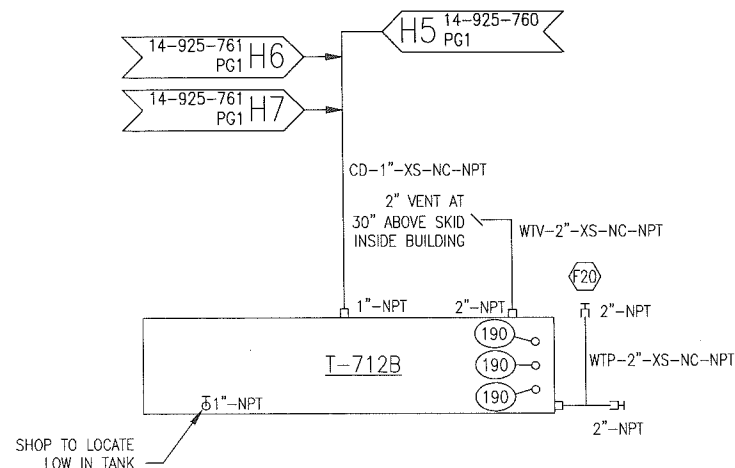 H5 14-925-760
PG1
14-925-761
PG1 H6
14-925-761
PG1 H7
CD-1"-XS-NC-NPT
2" VENT AT
30" ABOVE SKID
INSIDE BUILDING
WTV-2"-XS-NC-NPT
F20
1"-NPT
2"-NPT
2"-NPT
190
T-712B
190
190
WTP-2"-XS-NC-NPT
1"-NPT
2"-NPT
SHOP TO LOCATE
LOW IN TANK